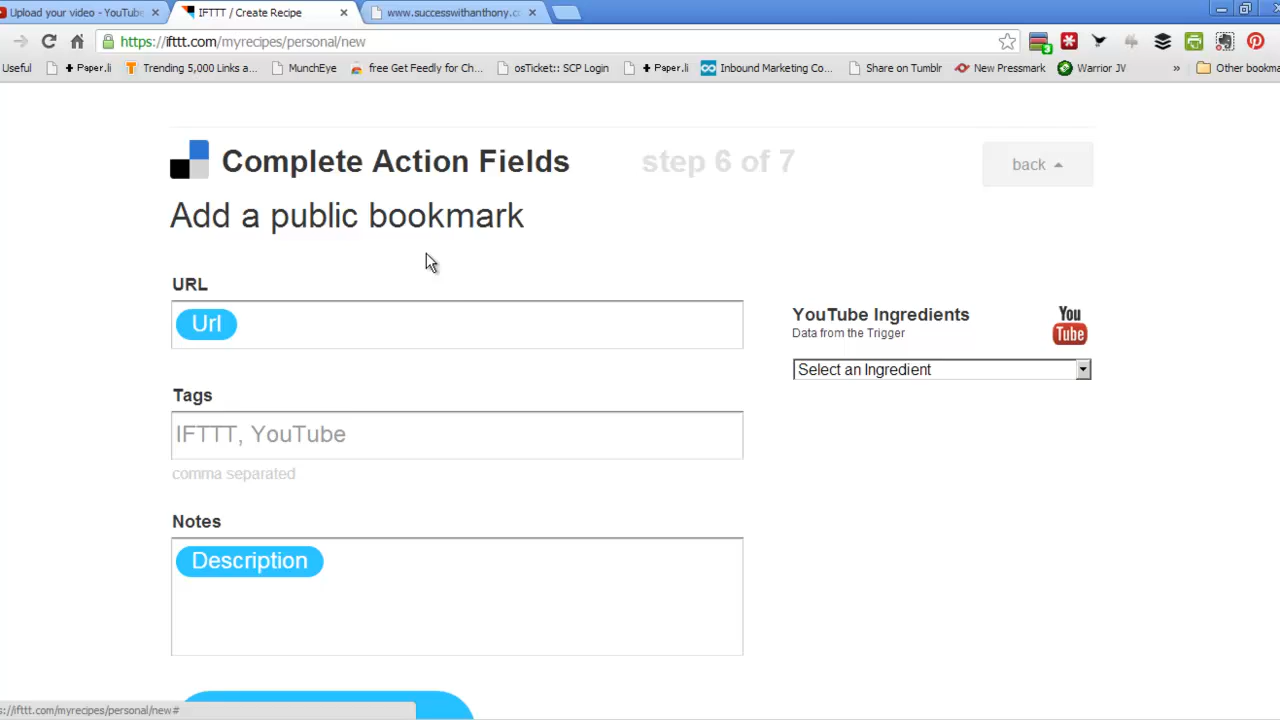 Upload your video - YouTube
IFTTT / Create Recipe
www.successwithanthony.c
https://ifttt.com/myrecipes/personal/new
3
Useful
+ Paper.li
Trending 5,000 Links a...
MunchEye
free Get Feedly for Ch...
osTicket:: SCP Login
+ Paper.li
Inbound Marketing Co...
Share on Tumblr
New Pressmark
Warrior JV
»
Other bookma
Complete Action Fields
step 6 of 7
back
Add a public bookmark
URL
Url
YouTube Ingredients
Data from the Trigger
You
Tube
Select an Ingredient
Tags
IFTTT, YouTube
comma separated
Notes
Description
s://ifttt.com/myrecipes/personal/new#